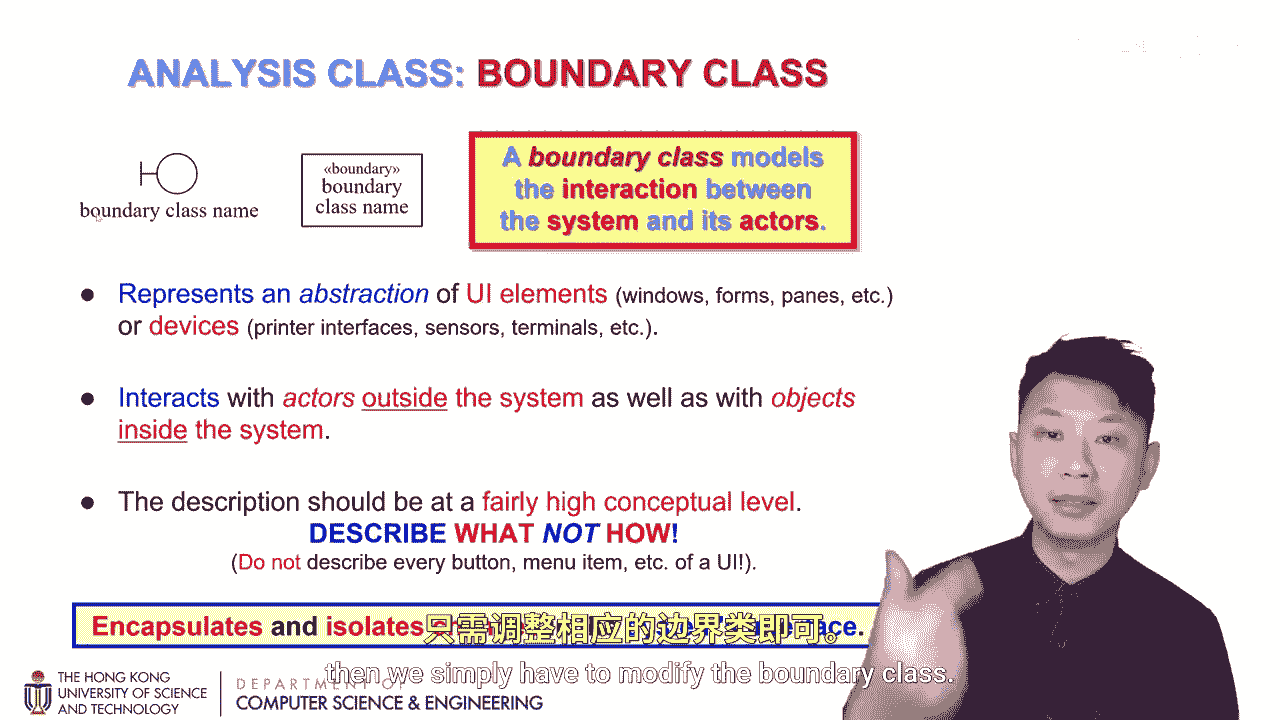 ANALYSIS CLASS: BOUNDARY CLASS
boundary class name
«boundary»
boundary
class name
A boundary class models
the interaction between
the system and its actors.
● Represents an abstraction of UI elements (windows, forms, panes, etc.)
or devices (printer interfaces, sensors, terminals, etc.).
● Interacts with actors outside the system as well as with objects
inside the system.
● The description should be at a fairly high conceptual level.
DESCRIBE WHAT NOT HOW!
(Do not describe every button, menu item, etc. of a UI!).
Encapsulates and isolates
只需调整相应的边界类即可。
then we simply have to modify the boundary class.
THE HONG KONG
UNIVERSITY OF SCIENCE
AND TECHNOLOGY
DEPARTMENT OF
COMPUTER SCIENCE & ENGINEERING